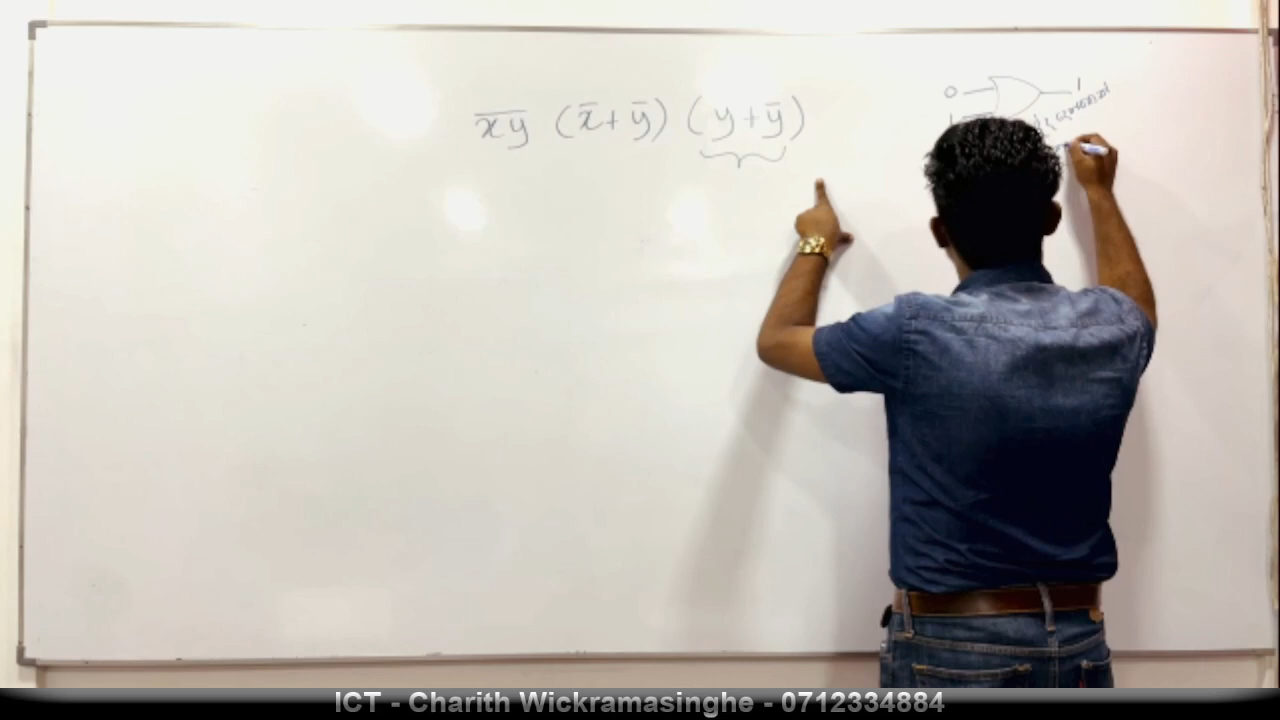 x̅y̅ (x̄ + ȳ) (y + ȳ)
0 1
ICT - Charith Wickramasinghe - 0712334884